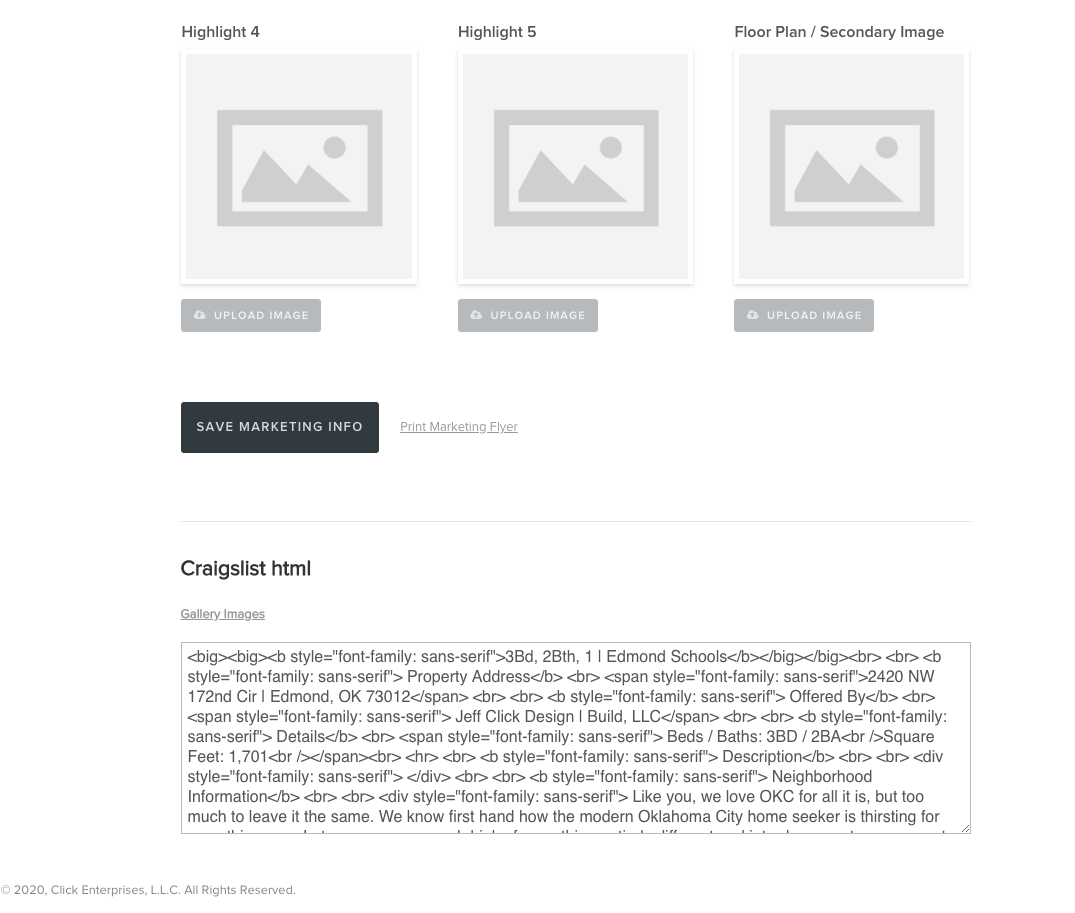 Highlight 4
Highlight 5
Floor Plan / Secondary Image
UPLOAD IMAGE
UPLOAD IMAGE
UPLOAD IMAGE
SAVE MARKETING INFO
Print Marketing Flyer
Craigslist html
Gallery Images
<big><big><b style="font-family: sans-serif">3Bd, 2Bth, 1 | Edmond Schools</b></big></big><br> <br> <b
style="font-family: sans-serif"> Property Address</b> <br> <span style="font-family: sans-serif">2420 NW
172nd Cir | Edmond, OK 73012</span> <br> <br> <b style="font-family: sans-serif"> Offered By</b> <br>
<span style="font-family: sans-serif"> Jeff Click Design | Build, LLC</span> <br> <br> <b style="font-family:
sans-serif"> Details</b> <br> <span style="font-family: sans-serif"> Beds / Baths: 3BD / 2BA<br />Square
Feet: 1,701<br /></span><br> <hr> <br> <b style="font-family: sans-serif"> Description</b> <br> <br> <div
style="font-family: sans-serif"> </div> <br> <br> <b style="font-family: sans-serif"> Neighborhood
Information</b> <br> <br> <div style="font-family: sans-serif"> Like you, we love OKC for all it is, but too
much to leave it the same. We know first hand how the modern Oklahoma City home seeker is thirsting for
© 2020, Click Enterprises, L.L.C. All Rights Reserved.